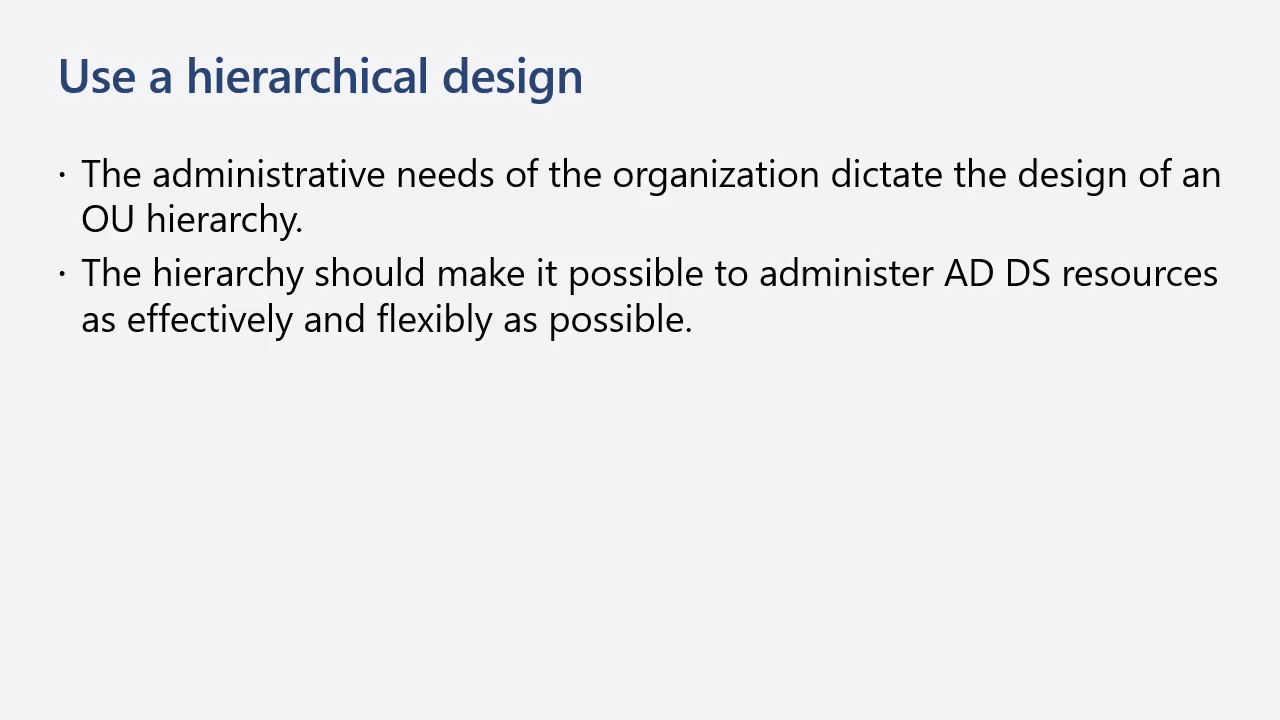 Use a hierarchical design
· The administrative needs of the organization dictate the design of an
OU hierarchy.
· The hierarchy should make it possible to administer AD DS resources
as effectively and flexibly as possible.